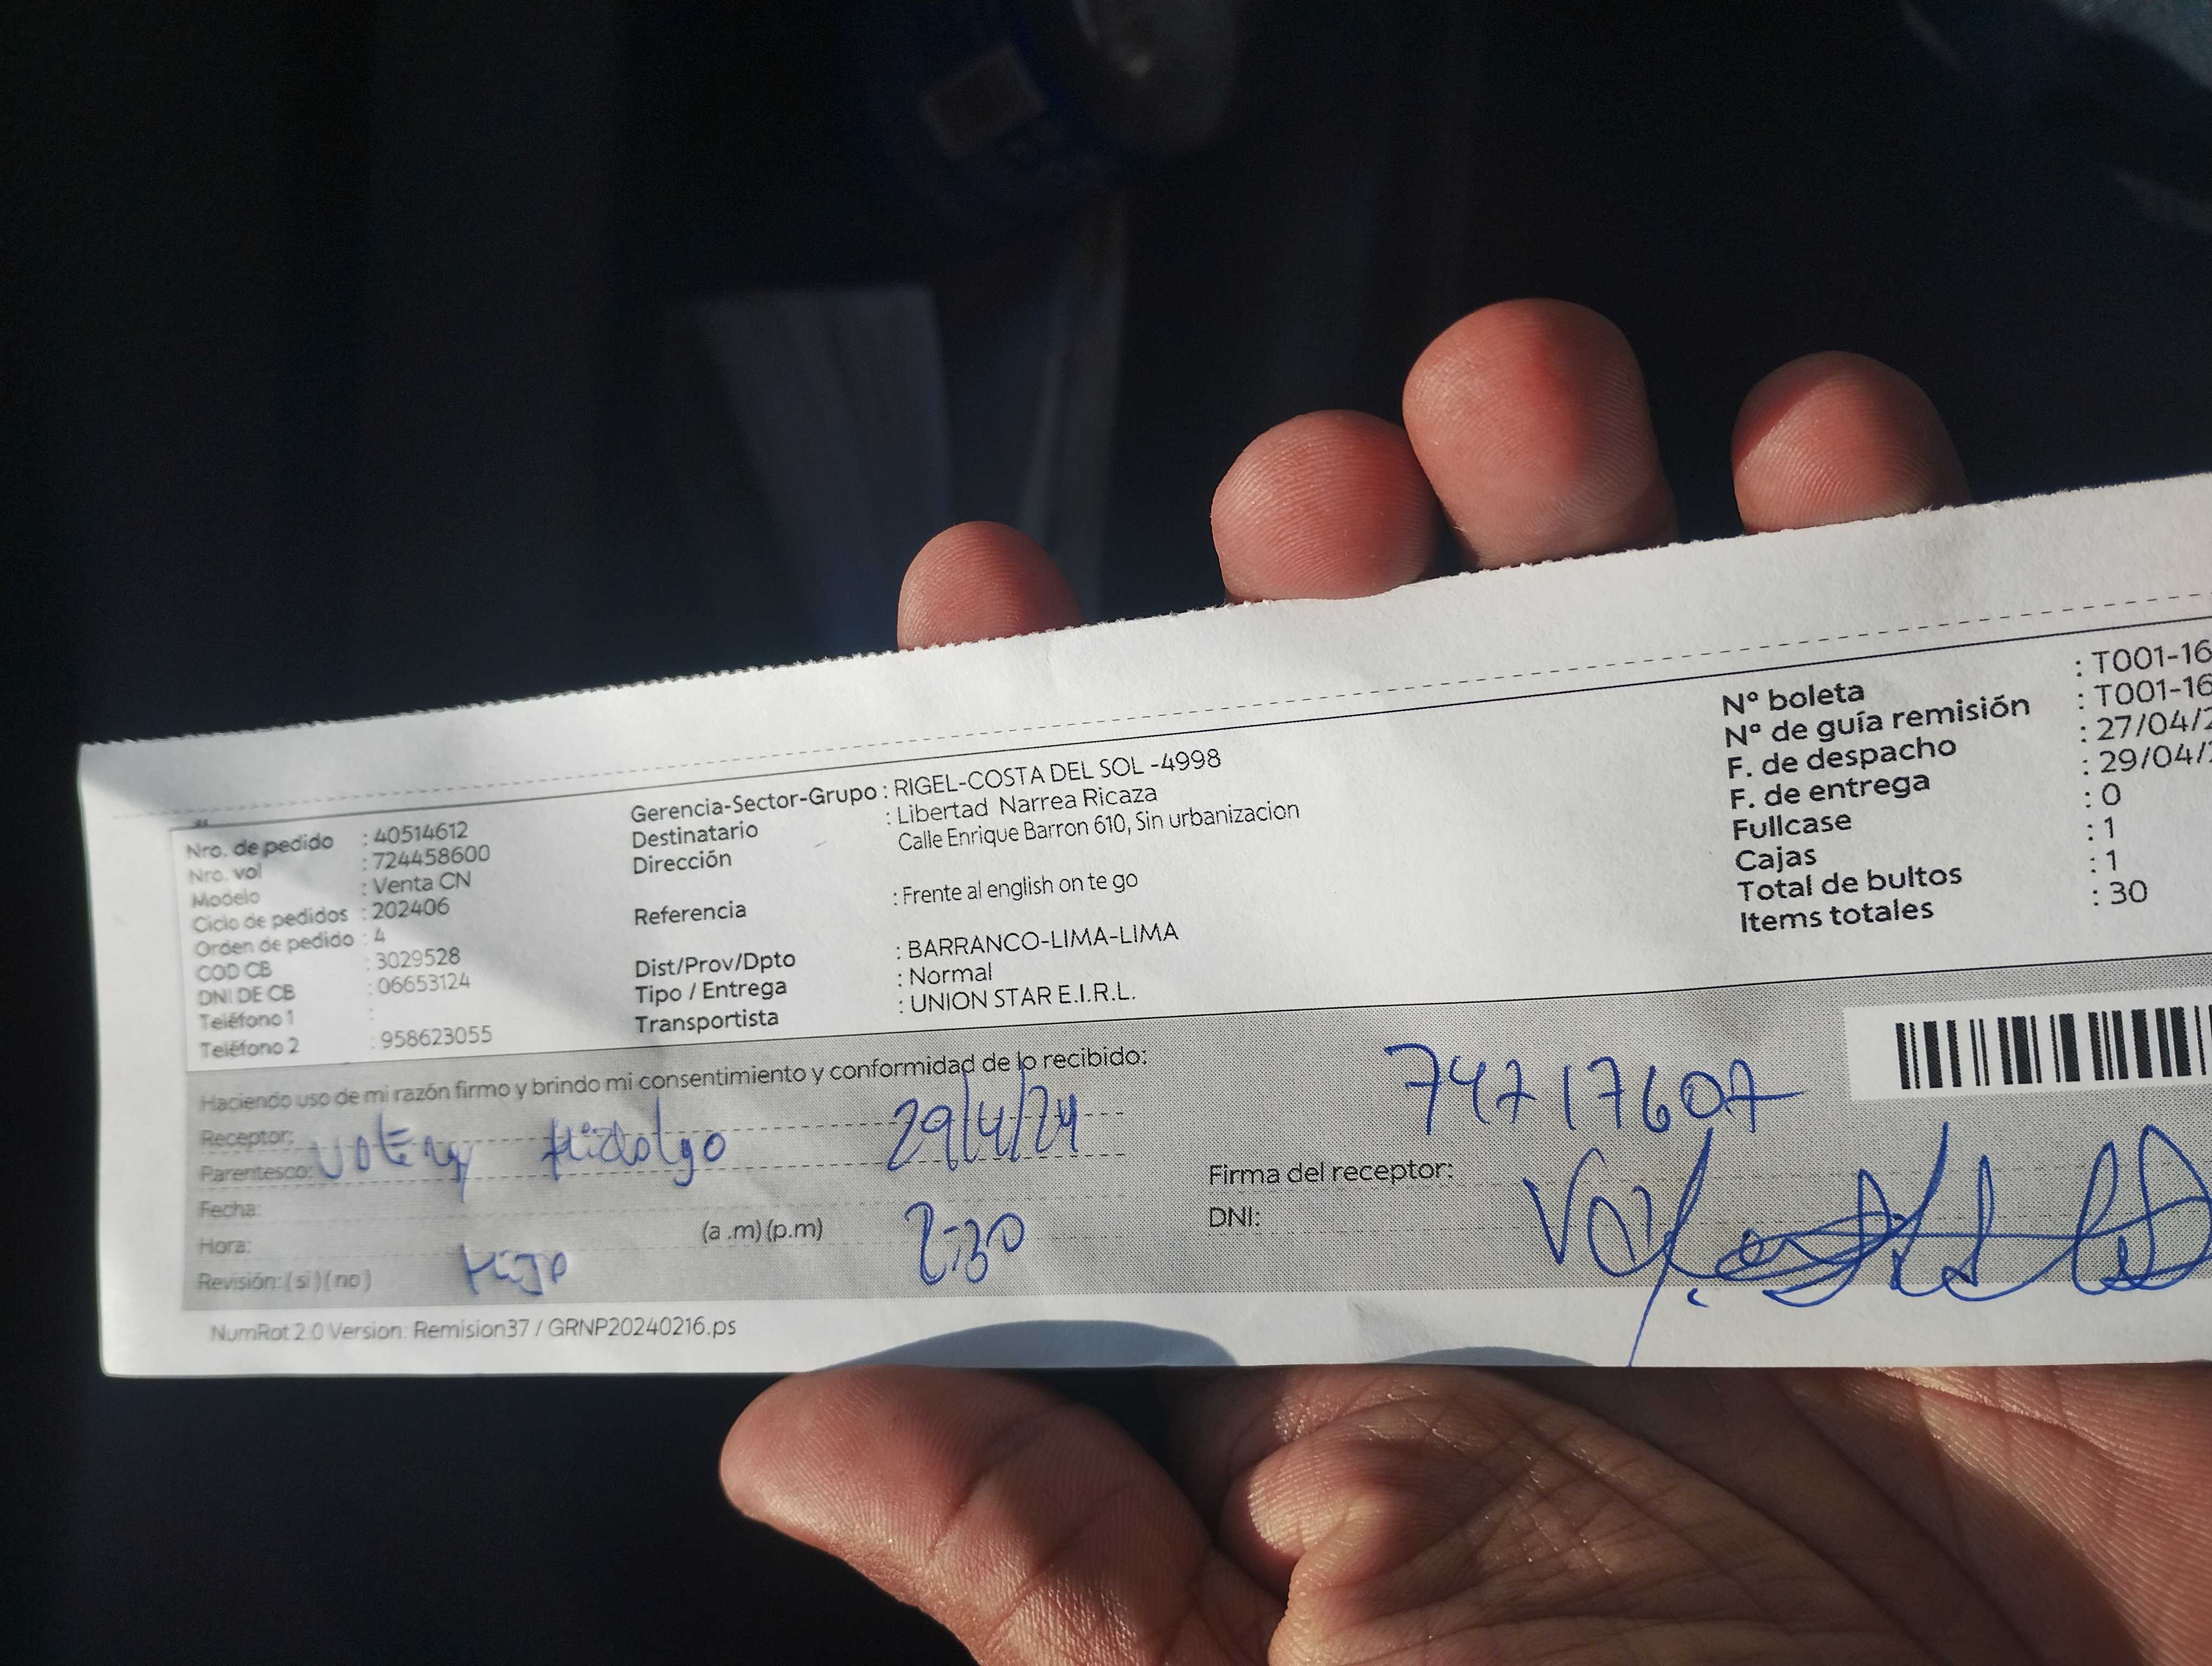 Nro. de pedido : 40514612
Nro. vol : 724458600
Modelo : Venta CN
Ciclo de pedidos : 202406
Orden de pedido : 4
COD CB : 3029528
DNI DE CB : 06653124
Teléfono 1 :
Teléfono 2 : 958623055
Gerencia-Sector-Grupo : RIGEL-COSTA DEL SOL -4998
Destinatario : Libertad Narrea Ricaza
Dirección Calle Enrique Barron 610, Sin urbanizacion
Referencia : Frente al english on te go
Dist/Prov/Dpto : BARRANCO-LIMA-LIMA
Tipo / Entrega : Normal
Transportista : UNION STAR E.I.R.L.
N° boleta : T001-16
N° de guía remisión : T001-16
F. de despacho : 27/04/2
F. de entrega : 29/04/2
Fullcase : 0
Cajas : 1
Total de bultos : 1
Items totales : 30
Haciendo uso de mi razón firmo y brindo mi consentimiento y conformidad de lo recibido:
Receptor:
Parentesco: Hidalgo 29/4/24
Fecha:
Hora: (a .m) (p.m) 2:30
Revisión: ( si ) ( no ) Hijo
74717607
Firma del receptor:
DNI:
NumRot 2.0 Version: Remision37 / GRNP20240216.ps